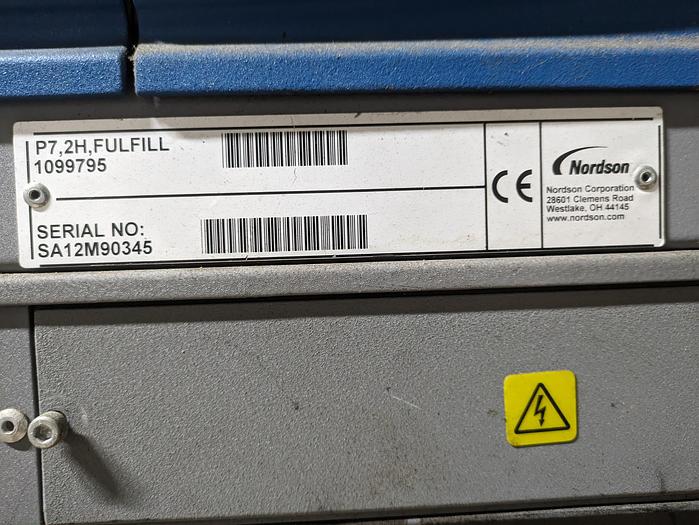 P7,2H,FULFILL
1099795
SERIAL NO:
SA12M90345
CE
Nordson
Nordson Corporation
28601 Clemens Road
Westlake, OH 44145
www.nordson.com